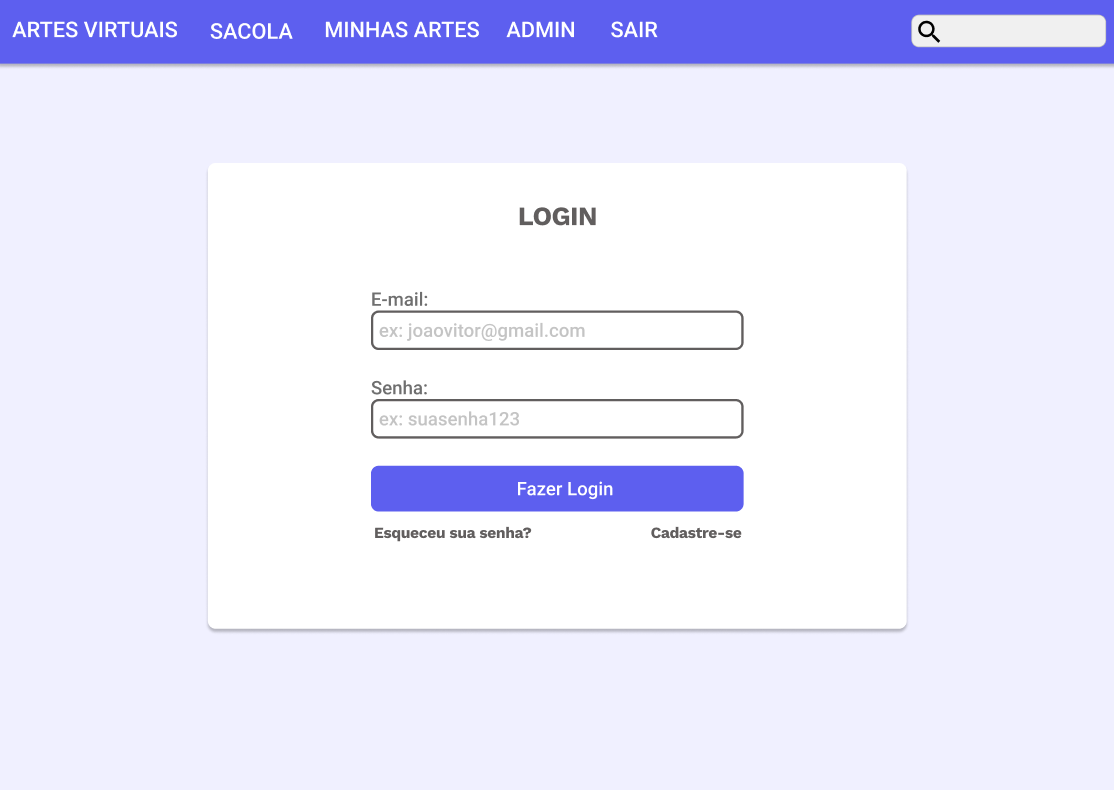 ARTES VIRTUAIS SACOLA MINHAS ARTES ADMIN SAIR
LOGIN
E-mail:
ex: joaovitor@gmail.com
Senha:
ex: suasenha123
Fazer Login
Esqueceu sua senha? Cadastre-se